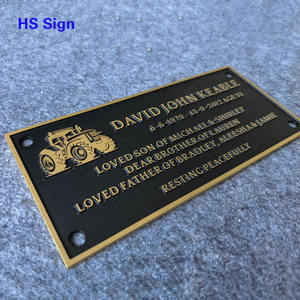 HS Sign
DAVID JOHN KEABLE
LOVED SON OF MICHAEL & SHIRLEY
DEAR BROTHER OF LAUREN
LOVED FATHER OF BRADLEY, ALEESHA & JAMIE
RESTING PEACEFULLY